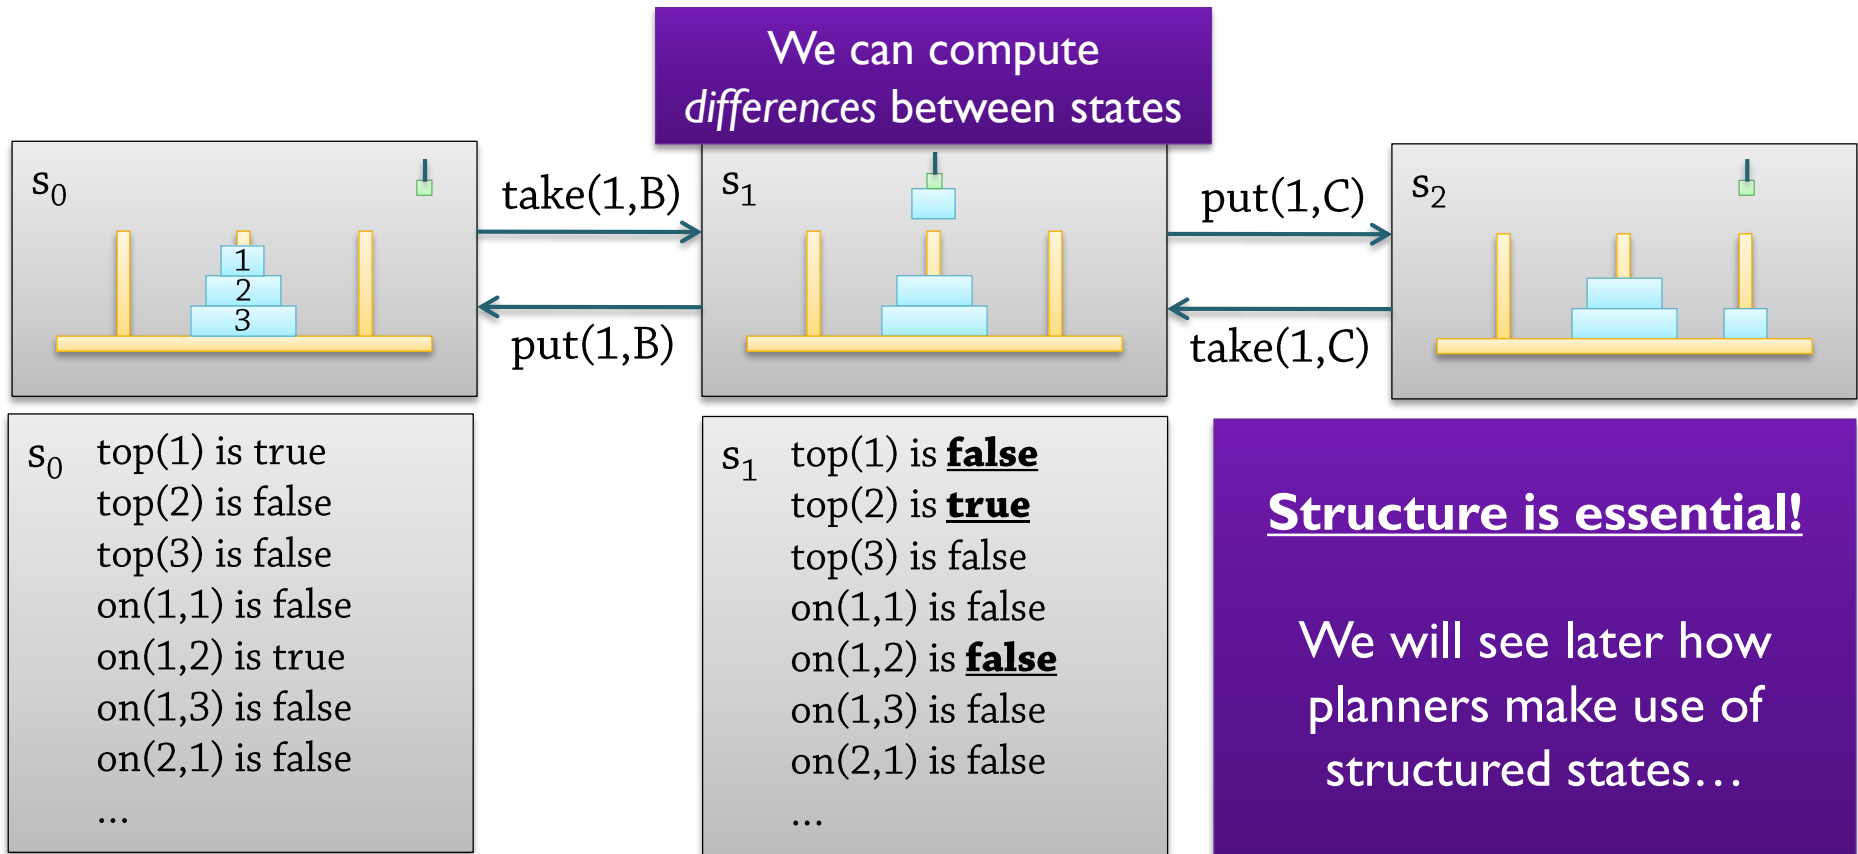 We can compute
differences between states
s0
1
2
3
take(1,B)
put(1,B)
s1
put(1,C)
take(1,C)
s2
s0
top(1) is true
top(2) is false
top(3) is false
on(1,1) is false
on(1,2) is true
on(1,3) is false
on(2,1) is false
...
s1
top(1) is false
top(2) is true
top(3) is false
on(1,1) is false
on(1,2) is false
on(1,3) is false
on(2,1) is false
...
Structure is essential!
We will see later how
planners make use of
structured states...